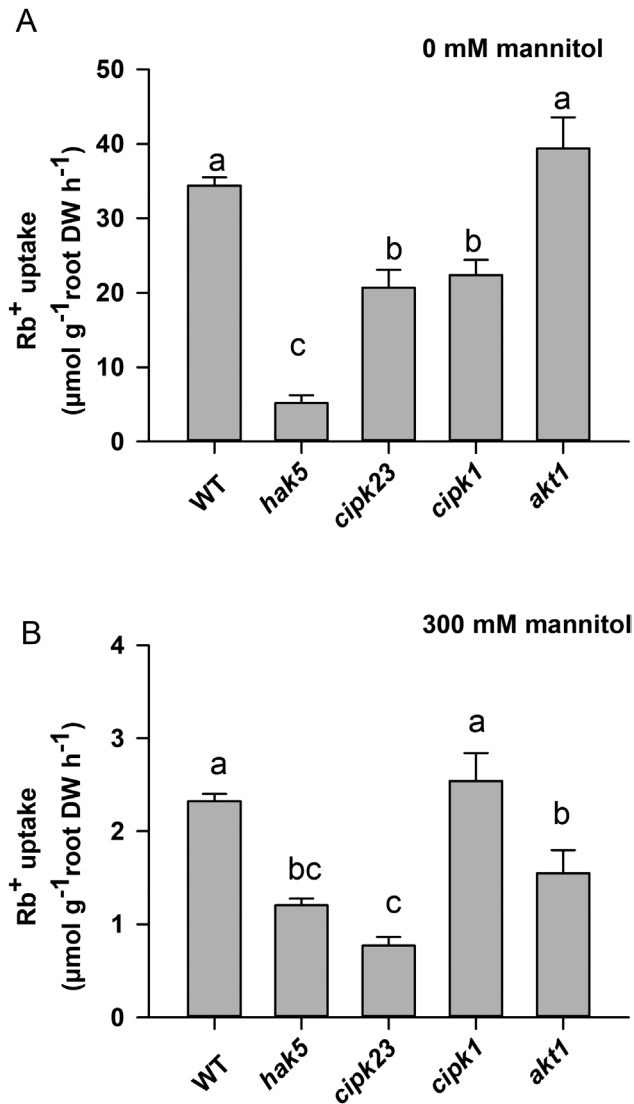 A
0 mM mannitol
Rb⁺ uptake
(µmol g⁻¹root DW h⁻¹)
50
40
30
20
10
0
a
c
b
b
a
WT
hak5
cipk23
cipk1
akt1
B
300 mM mannitol
Rb⁺ uptake
(µmol g⁻¹root DW h⁻¹)
4
3
2
1
0
a
bc
c
a
b
WT
hak5
cipk23
cipk1
akt1